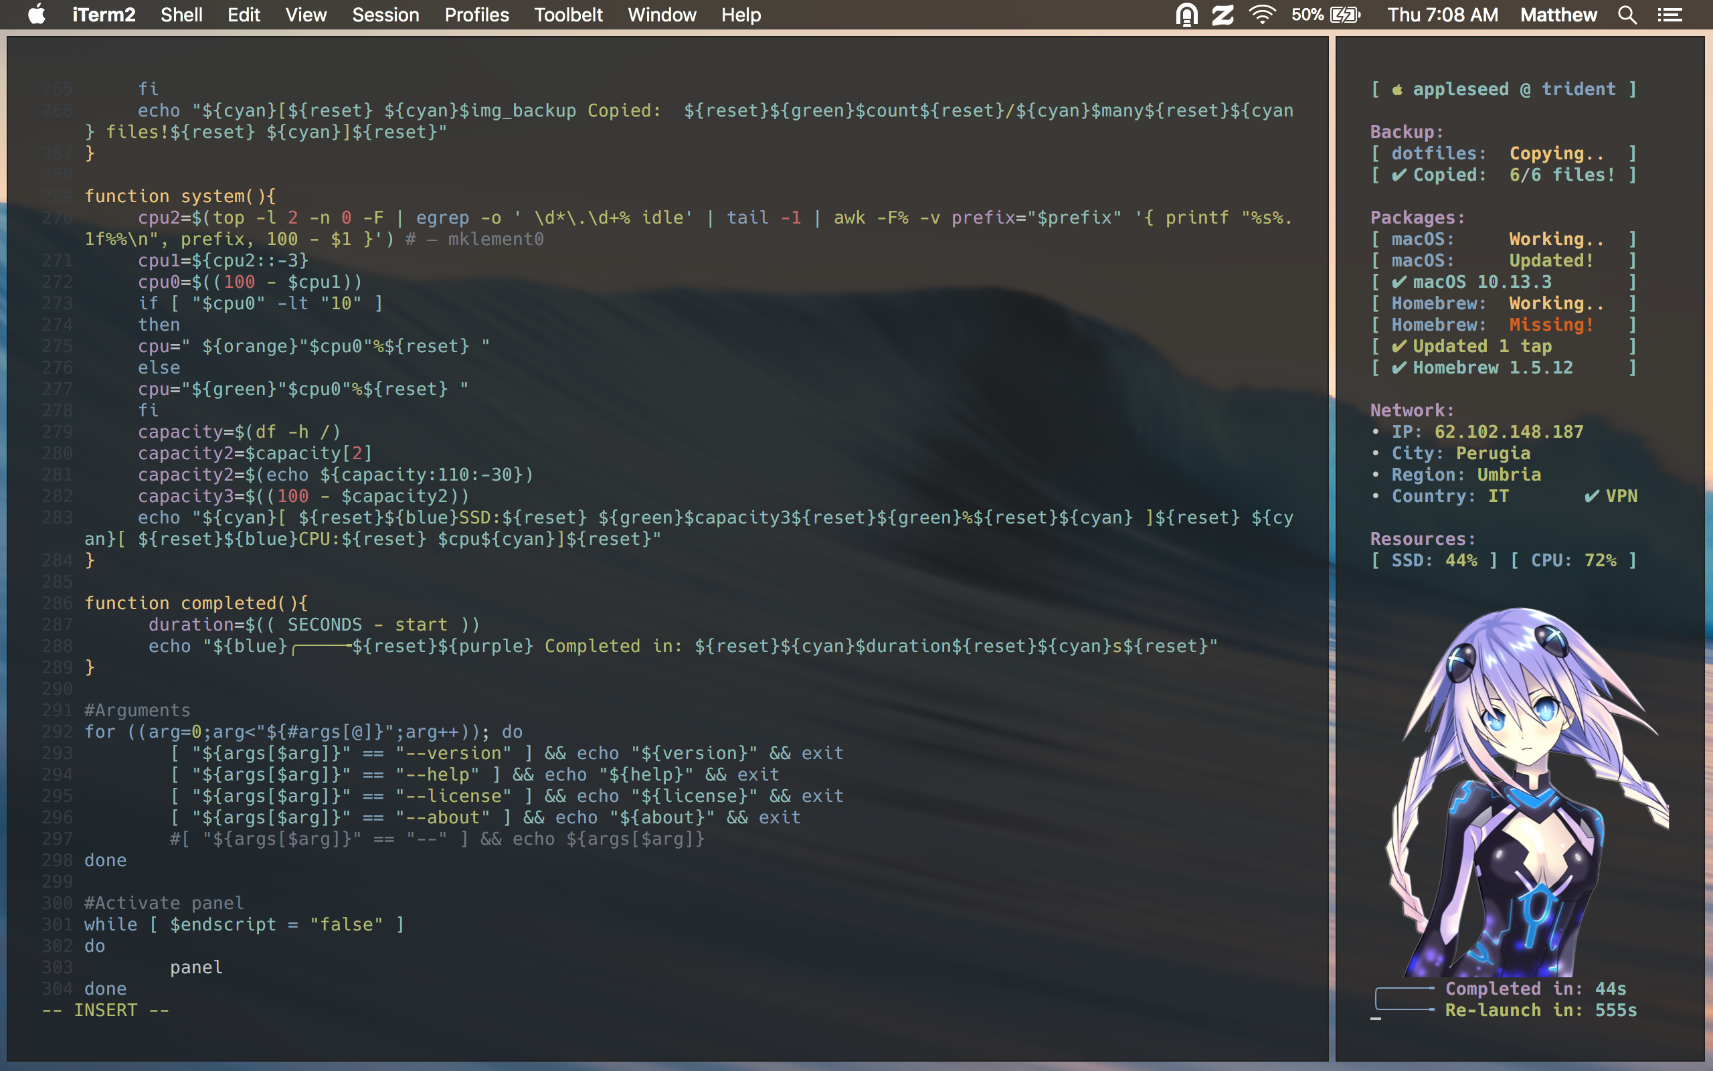 iTerm2 Shell Edit View Session Profiles Toolbelt Window Help 50% Thu 7:08 AM Matthew
265 fi
266 echo "${cyan}[${reset} ${cyan}$img_backup Copied:  ${reset}${green}$count${reset}/${cyan}$many${reset}${cyan
} files!${reset} ${cyan}]${reset}"
267 }
268
269 function system(){
270 cpu2=$(top -l 2 -n 0 -F | egrep -o ' \d*\.\d+% idle' | tail -1 | awk -F% -v prefix="$prefix" '{ printf "%s%.
1f%%\n", prefix, 100 - $1 }') # — mklement0
271 cpu1=${cpu2::-3}
272 cpu0=$((100 - $cpu1))
273 if [ "$cpu0" -lt "10" ]
274 then
275 cpu=" ${orange}"$cpu0"%${reset} "
276 else
277 cpu="${green}"$cpu0"%${reset} "
278 fi
279 capacity=$(df -h /)
280 capacity2=$capacity[2]
281 capacity2=$(echo ${capacity:110:-30})
282 capacity3=$((100 - $capacity2))
283 echo "${cyan}[ ${reset}${blue}SSD:${reset} ${green}$capacity3${reset}${green}%${reset}${cyan} ]${reset} ${cy
an}[ ${reset}${blue}CPU:${reset} $cpu${cyan}]${reset}"
284 }
285
286 function completed(){
287 duration=$(( SECONDS - start ))
288 echo "${blue}╭─────╴${reset}${purple} Completed in: ${reset}${cyan}$duration${reset}${cyan}s${reset}"
289 }
290
291 #Arguments
292 for ((arg=0;arg<"${#args[@]}";arg++)); do
293 [ "${args[$arg]}" == "--version" ] && echo "${version}" && exit
294 [ "${args[$arg]}" == "--help" ] && echo "${help}" && exit
295 [ "${args[$arg]}" == "--license" ] && echo "${license}" && exit
296 [ "${args[$arg]}" == "--about" ] && echo "${about}" && exit
297 #[ "${args[$arg]}" == "--" ] && echo ${args[$arg]}
298 done
299
300 #Activate panel
301 while [ $endscript = "false" ]
302 do
303 panel
304 done
-- INSERT --
[ appleseed @ trident ]
Backup:
[ dotfiles: Copying.. ]
[ ✔ Copied: 6/6 files! ]
Packages:
[ macOS: Working.. ]
[ macOS: Updated! ]
[ ✔ macOS 10.13.3 ]
[ Homebrew: Working.. ]
[ Homebrew: Missing! ]
[ ✔ Updated 1 tap ]
[ ✔ Homebrew 1.5.12 ]
Network:
• IP: 62.102.148.187
• City: Perugia
• Region: Umbria
• Country: IT ✔ VPN
Resources:
[ SSD: 44% ] [ CPU: 72% ]
Completed in: 44s
Re-launch in: 555s